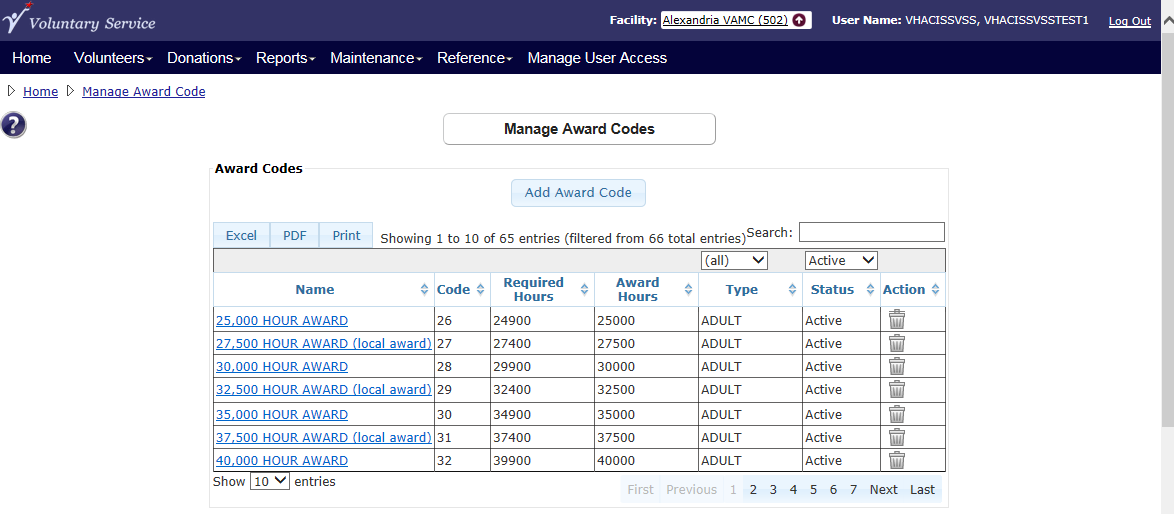 Voluntary Service
Facility: Alexandria VAMC (502) User Name: VHACISSVSS, VHACISSVSSTEST1 Log Out
Home Volunteers Donations Reports Maintenance Reference Manage User Access
Home Manage Award Code
?
Manage Award Codes
Award Codes
Add Award Code
Excel PDF Print Showing 1 to 10 of 65 entries (filtered from 66 total entries) Search:
(all) Active
Name Code Required Hours Award Hours Type Status Action
25,000 HOUR AWARD 26 24900 25000 ADULT Active
27,500 HOUR AWARD (local award) 27 27400 27500 ADULT Active
30,000 HOUR AWARD 28 29900 30000 ADULT Active
32,500 HOUR AWARD (local award) 29 32400 32500 ADULT Active
35,000 HOUR AWARD 30 34900 35000 ADULT Active
37,500 HOUR AWARD (local award) 31 37400 37500 ADULT Active
40,000 HOUR AWARD 32 39900 40000 ADULT Active
Show 10 entries First Previous 1 2 3 4 5 6 7 Next Last